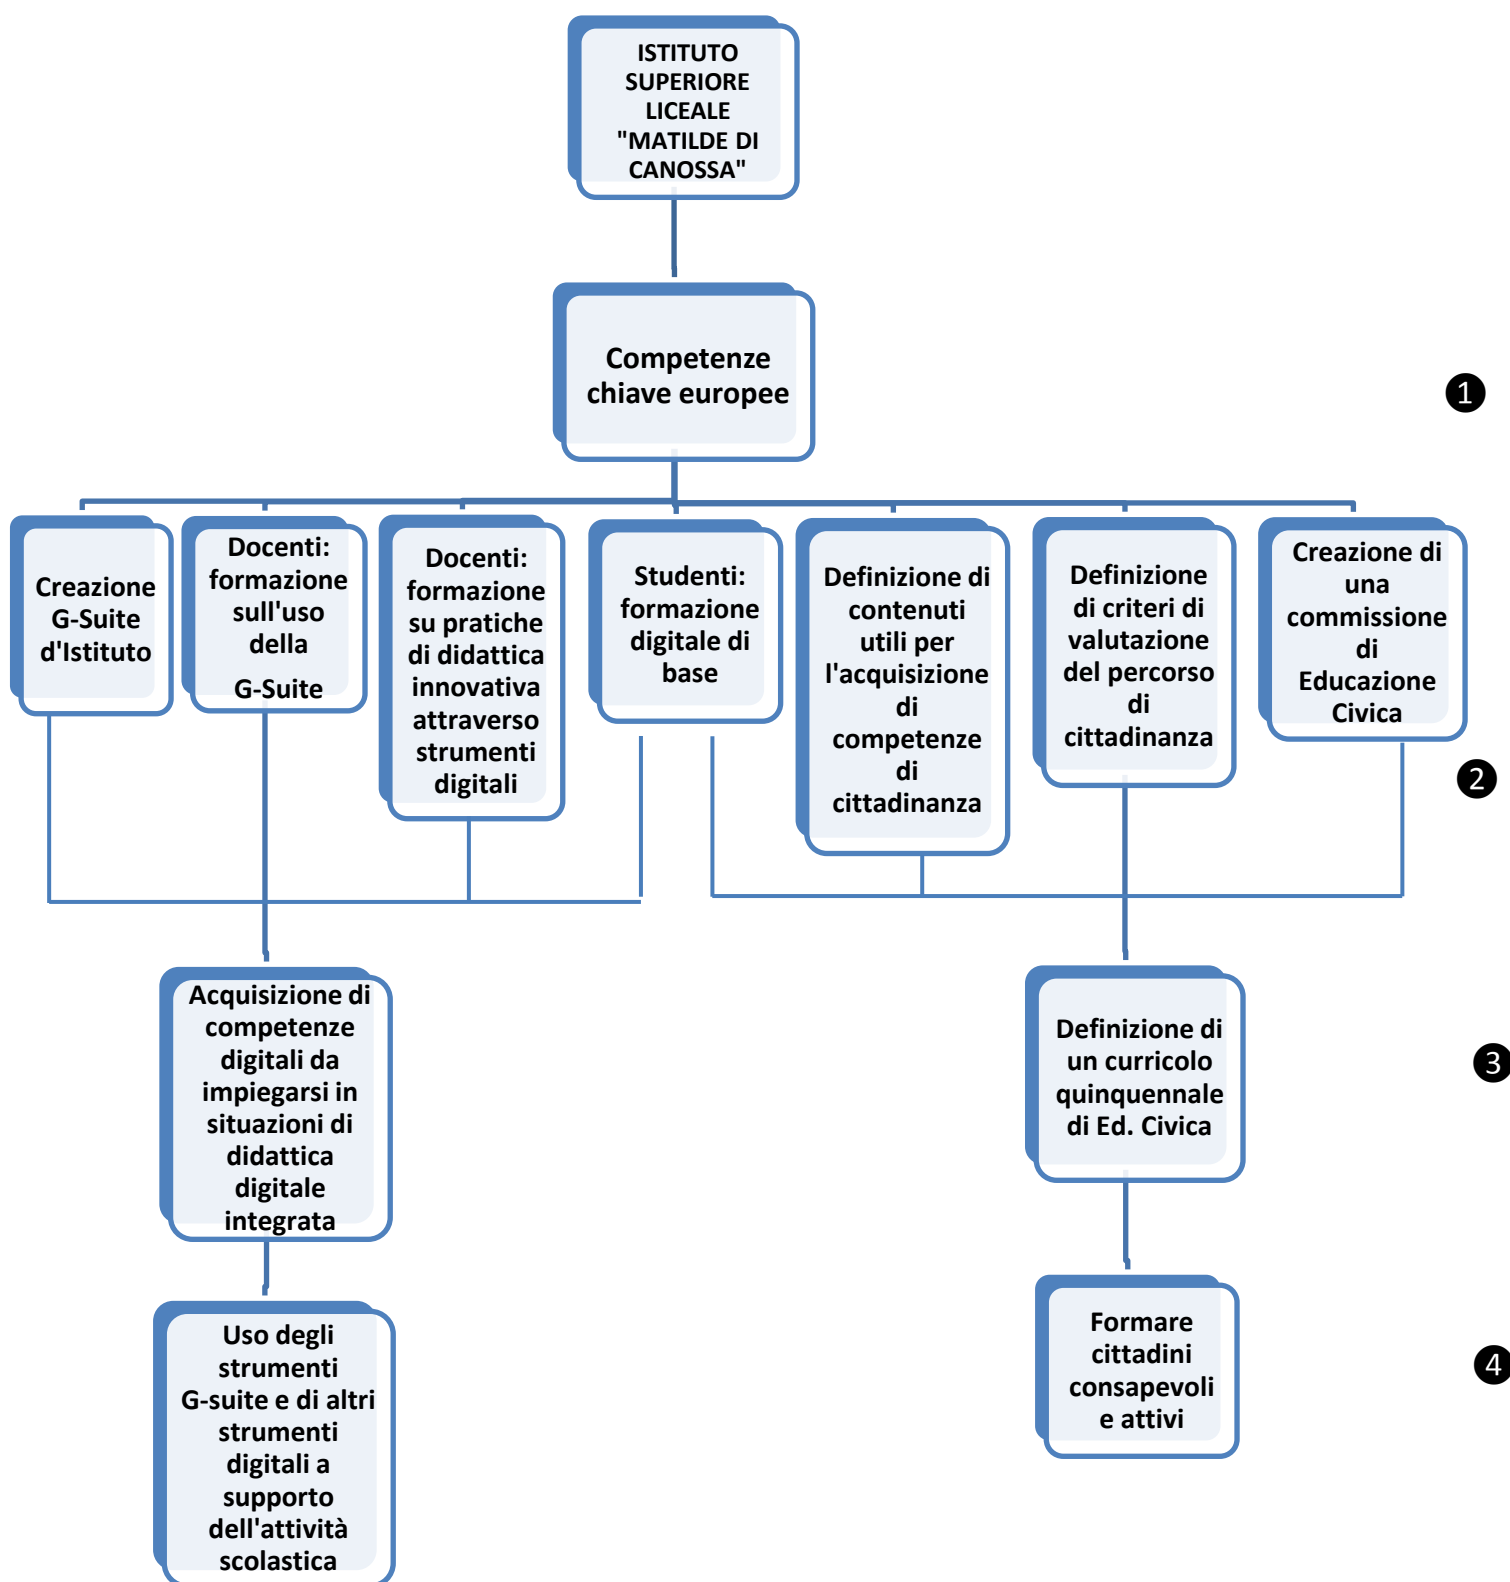 ISTITUTO
SUPERIORE
LICEALE
"MATILDE DI
CANOSSA"
Competenze
chiave europee
❶
Creazione
G-Suite
d'Istituto
Docenti:
formazione
sull'uso
della
G-Suite
Docenti:
formazione
su pratiche
di didattica
innovativa
attraverso
strumenti
digitali
Studenti:
formazione
digitale di
base
Definizione di
contenuti
utili per
l'acquisizione
di
competenze
di
cittadinanza
Definizione
di criteri di
valutazione
del percorso
di
cittadinanza
Creazione di
una
commissione
di
Educazione
Civica
❷
Acquisizione di
competenze
digitali da
impiegarsi in
situazioni di
didattica
digitale
integrata
Definizione di
un curricolo
quinquennale
di Ed. Civica
❸
Uso degli
strumenti
G-suite e di altri
strumenti
digitali a
supporto
dell'attività
scolastica
Formare
cittadini
consapevoli
e attivi
❹